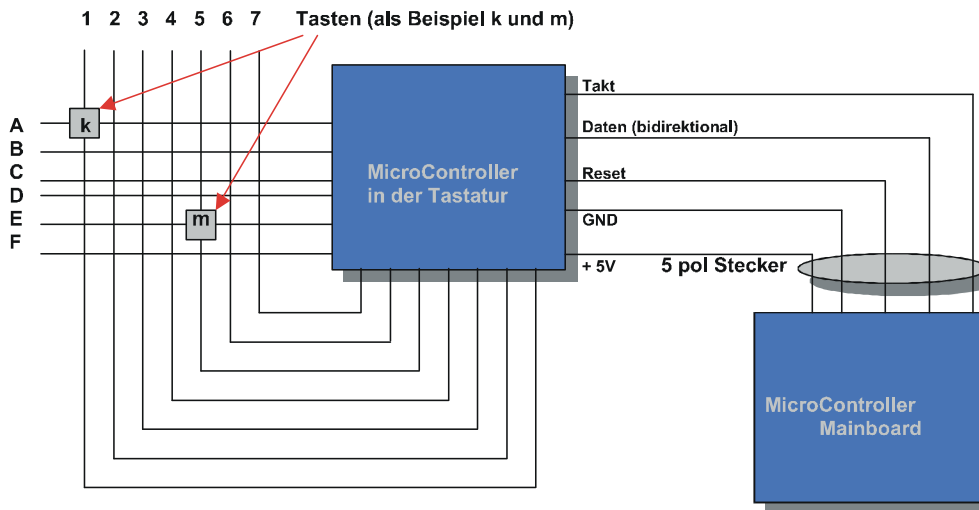 1 2 3 4 5 6 7
Tasten (als Beispiel k und m)
A
B
C
D
E
F
k
m
MicroController
in der Tastatur
Takt
Daten (bidirektional)
Reset
GND
+ 5V
5 pol Stecker
MicroController
Mainboard